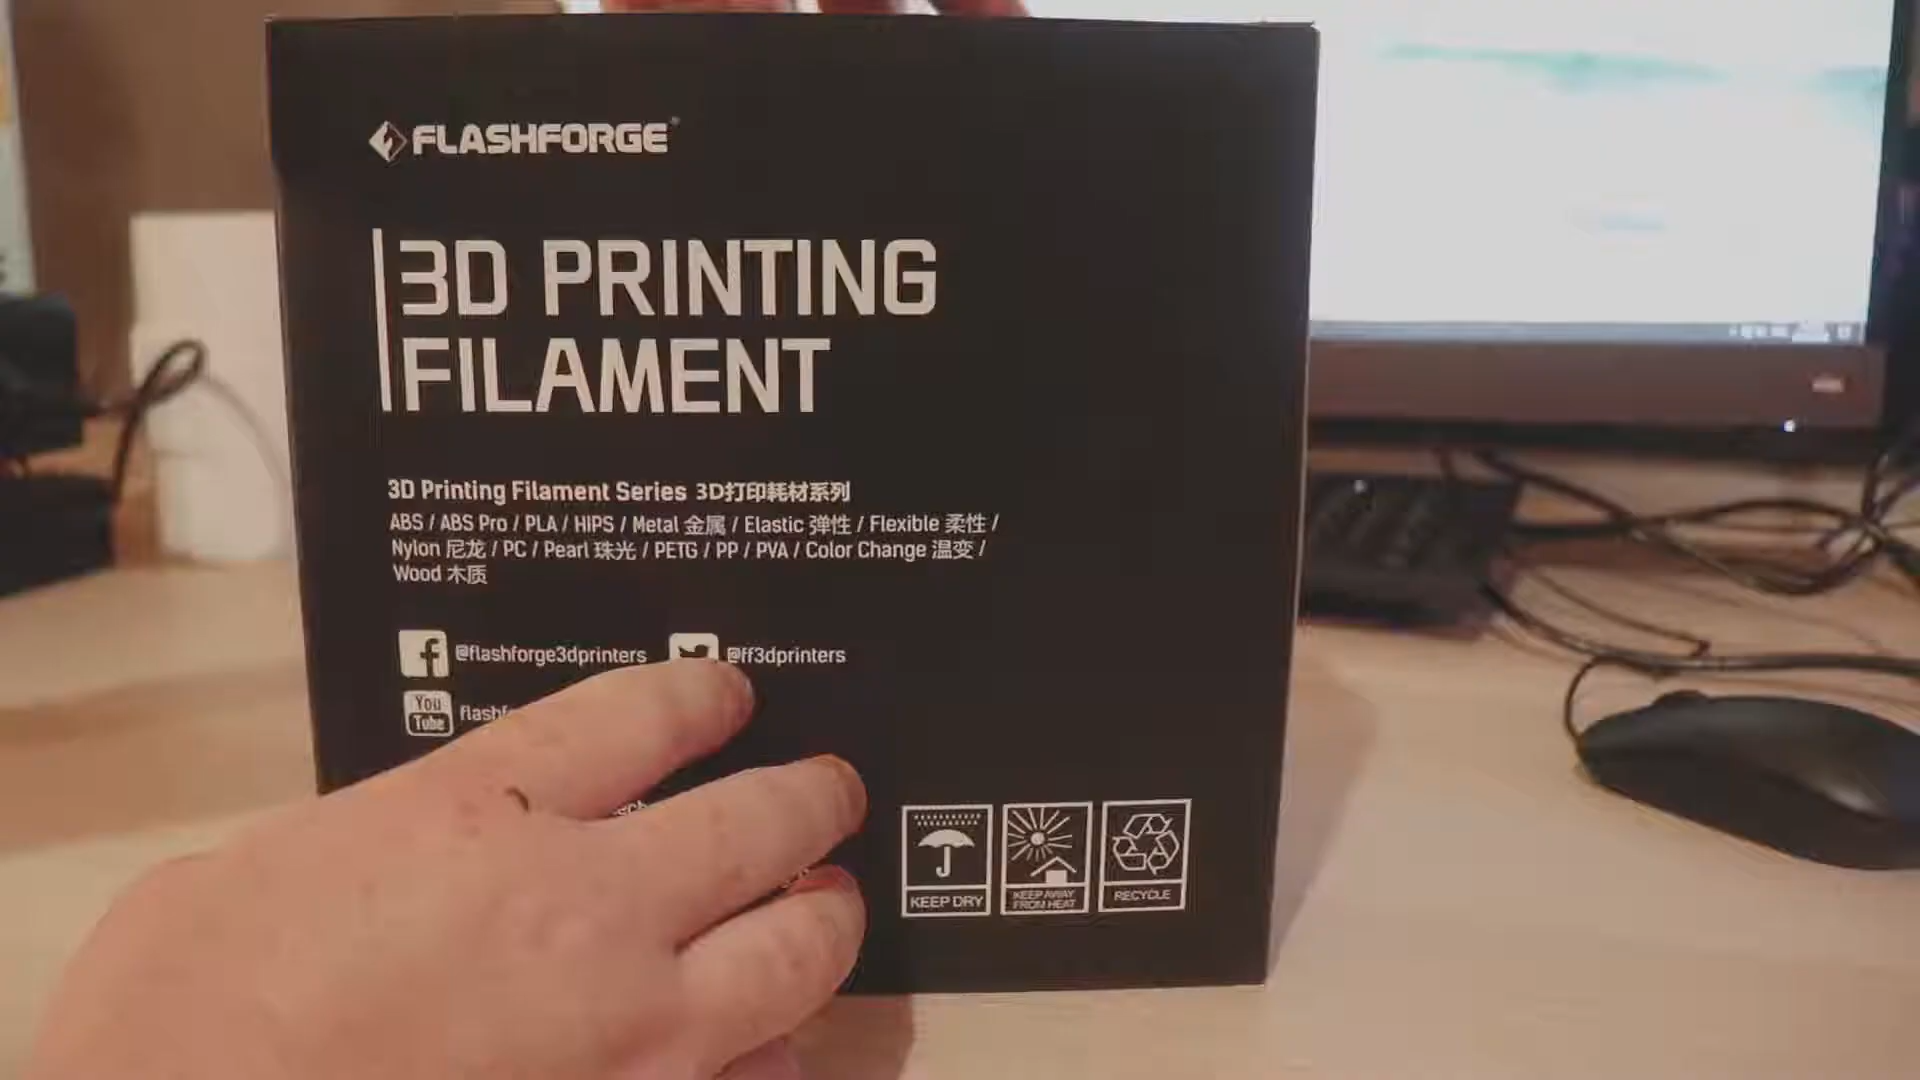 FLASHFORGE
3D PRINTING
FILAMENT
3D Printing Filament Series 3D打印耗材系列
ABS / ABS Pro / PLA / HIPS / Metal 金属 / Elastic 弹性 / Flexible 柔性 /
Nylon 尼龙 / PC / Pearl 珠光 / PETG / PP / PVA / Color Change 温变 /
Wood 木质
@flashforge3dprinters @ff3dprinters
You
Tube
KEEP DRY
KEEP AWAY
FROM HEAT
RECYCLE